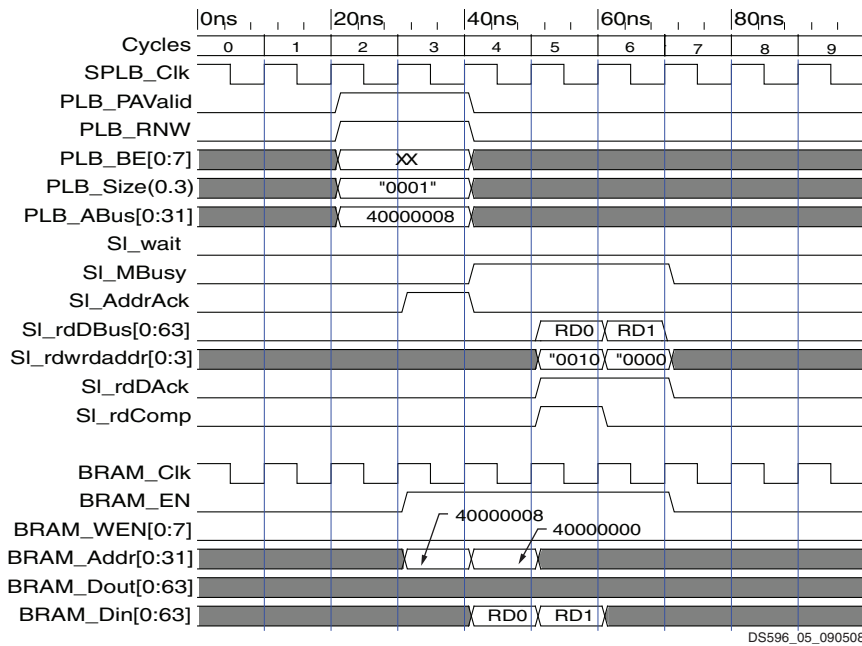 0ns 20ns 40ns 60ns 80ns
Cycles 0 1 2 3 4 5 6 7 8 9
SPLB_Clk
PLB_PAValid
PLB_RNW
PLB_BE[0:7] XX
PLB_Size(0.3) "0001"
PLB_ABus[0:31] 40000008
Sl_wait
Sl_MBusy
Sl_AddrAck
Sl_rdDBus[0:63] RD0 RD1
Sl_rdwrdaddr[0:3] "0010 "0000
Sl_rdDAck
Sl_rdComp
BRAM_Clk
BRAM_EN
40000008
BRAM_WEN[0:7] 40000000
BRAM_Addr[0:31]
BRAM_Dout[0:63]
BRAM_Din[0:63] RD0 RD1
DS596_05_090508